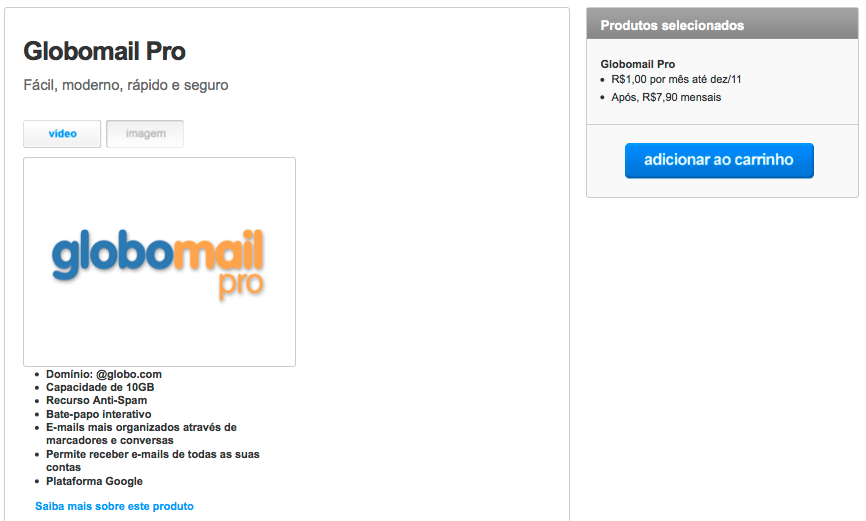 Globomail Pro
Fácil, moderno, rápido e seguro
video
imagem
globomail
pro
Domínio: @globo.com
Capacidade de 10GB
Recurso Anti-Spam
Bate-papo interativo
E-mails mais organizados através de
marcadores e conversas
Permite receber e-mails de todas as suas
contas
Plataforma Google
Saiba mais sobre este produto
Produtos selecionados
Globomail Pro
R$1,00 por mês até dez/11
Após, R$7,90 mensais
adicionar ao carrinho